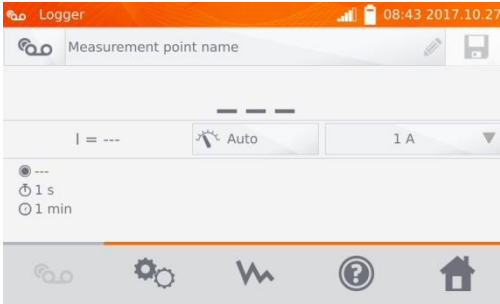 Logger 08:43 2017.10.27
Measurement point name
---
I = --- Auto 1 A
---
1 s
1 min
?